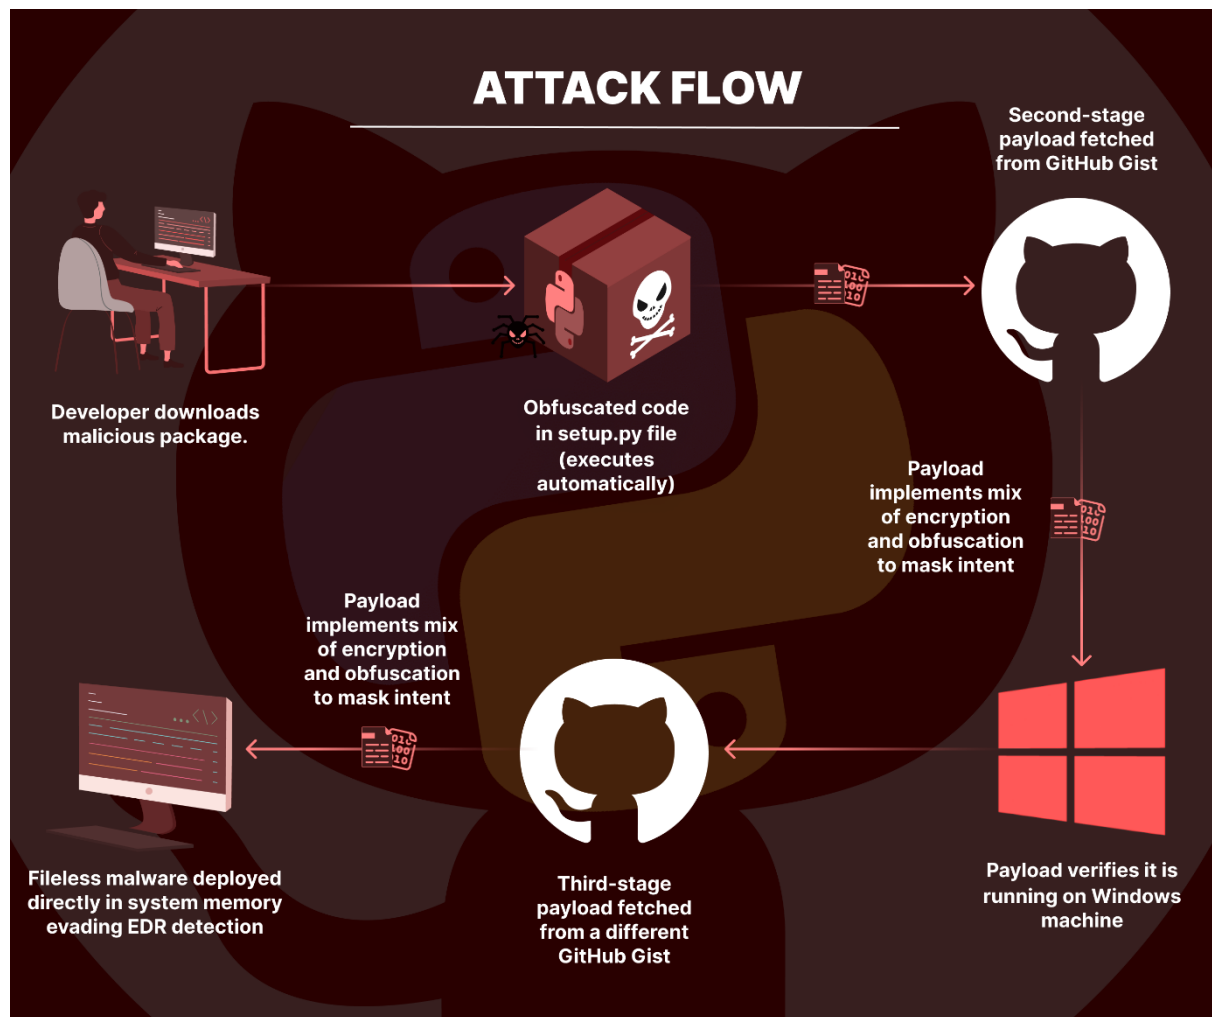 ATTACK FLOW
Second-stage
payload fetched
from GitHub Gist
Developer downloads
malicious package.
Obfuscated code
in setup.py file
(executes
automatically)
Payload
implements mix
of encryption
and obfuscation
to mask intent
Payload
implements mix
of encryption
and obfuscation
to mask intent
Fileless malware deployed
directly in system memory
evading EDR detection
Third-stage
payload fetched
from a different
GitHub Gist
Payload verifies it is
running on Windows
machine